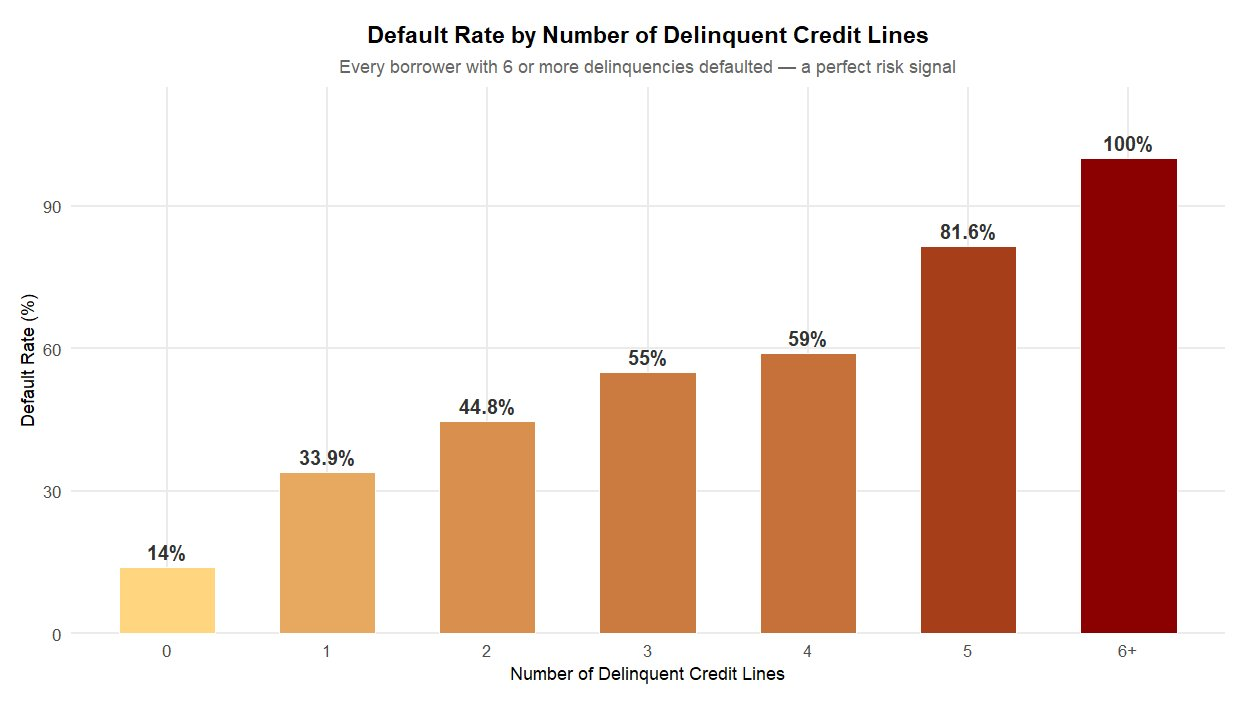 Default Rate by Number of Delinquent Credit Lines
Every borrower with 6 or more delinquencies defaulted — a perfect risk signal
100%
90
81.6%
60
59%
55%
44.8%
33.9%
30
14%
0
Default Rate (%)
0 1 2 3 4 5 6+
Number of Delinquent Credit Lines